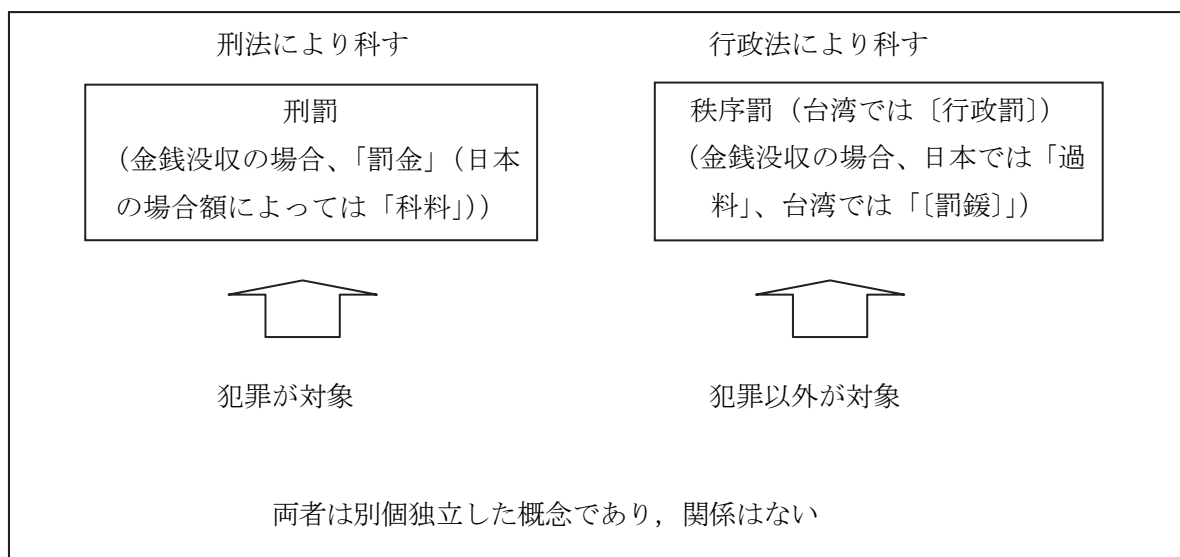 刑法により科す
行政法により科す
刑罰
(金銭没収の場合、「罰金」(日本
の場合額によっては「科料」))
秩序罰(台湾では〔行政罰〕)
(金銭没収の場合、日本では「過
料」、台湾では「〔罰鍰〕」)
犯罪が対象
犯罪以外が対象
両者は別個独立した概念であり，関係はない